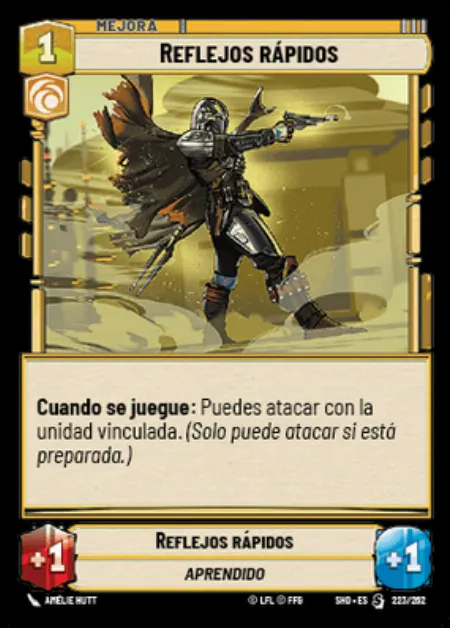 MEJORA
1
REFLEJOS RÁPIDOS
Cuando se juegue: Puedes atacar con la
unidad vinculada. (Solo puede atacar si está
preparada.)
+1
REFLEJOS RÁPIDOS
+1
APRENDIDO
AMÉLIE HUTT
© LFL © FFG
SHD • ES
223/262